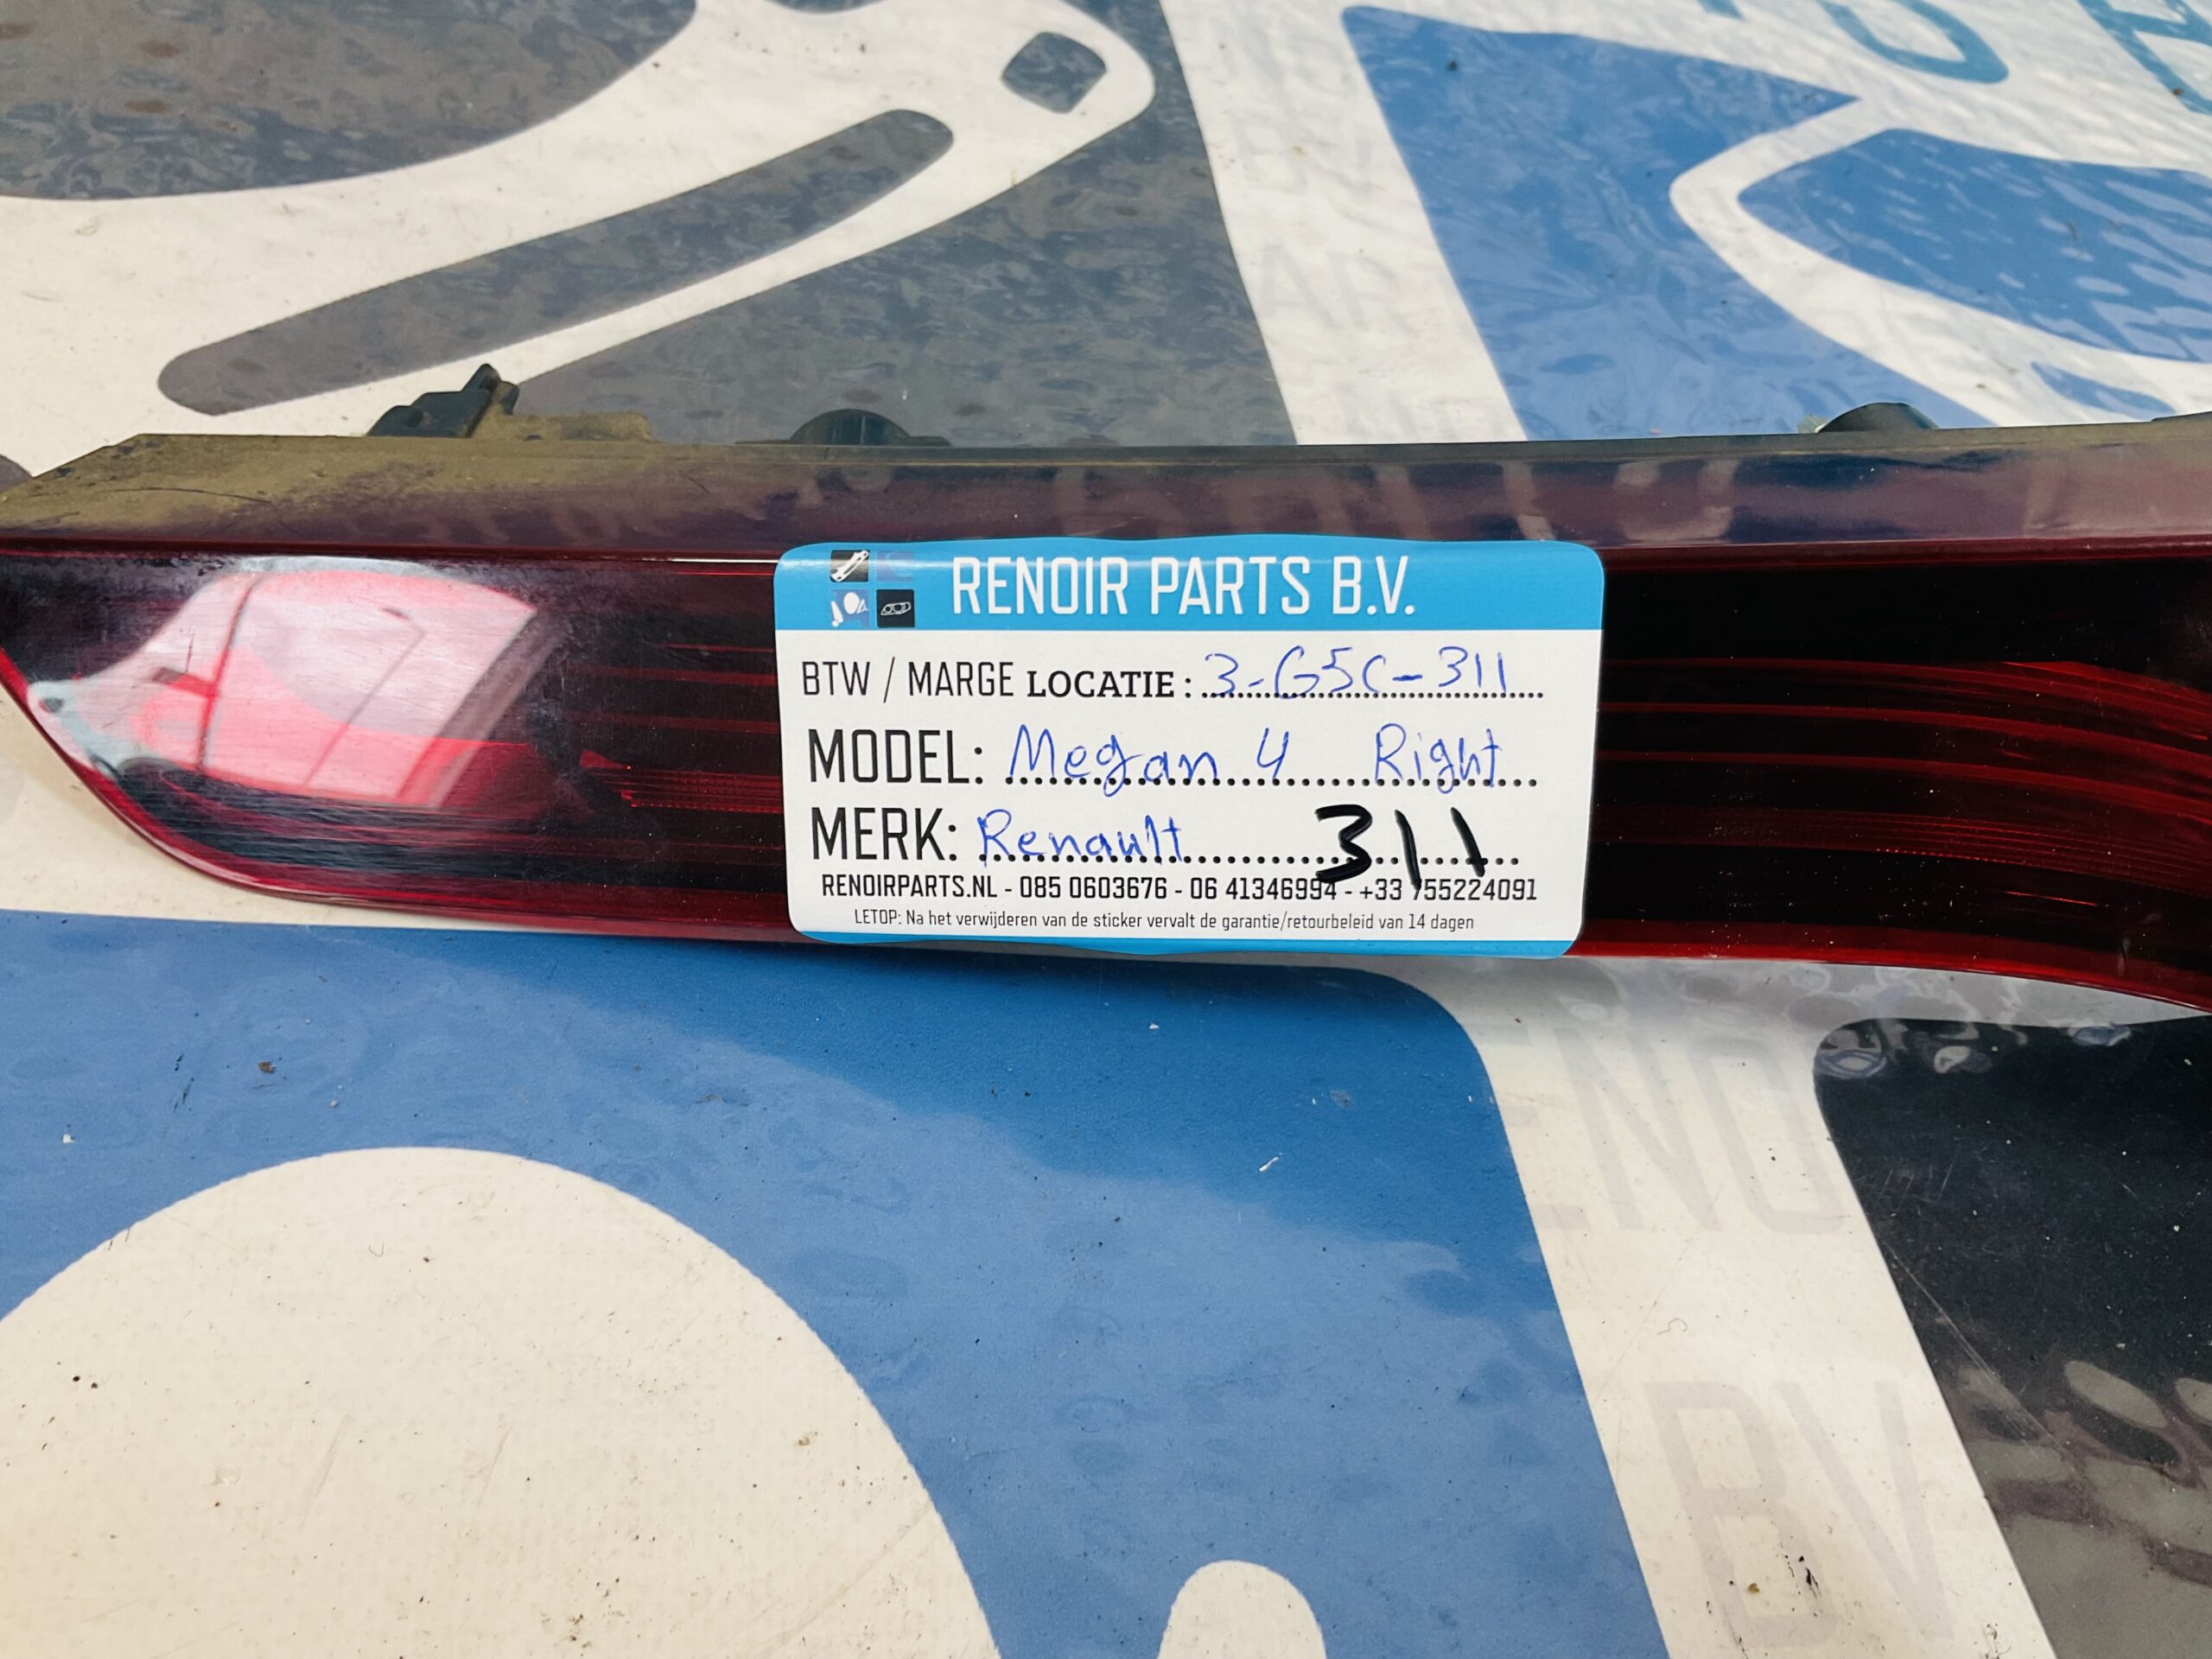 RENOIR PARTS B.V.
BTW / MARGE LOCATIE : 3-G5C-311
MODEL: Megan 4 Right
MERK: Renault 311
RENOIRPARTS.NL - 085 0603676 - 06 41346994 - +33 755224091
LETOP: Na het verwijderen van de sticker vervalt de garantie/retourbeleid van 14 dagen
BV